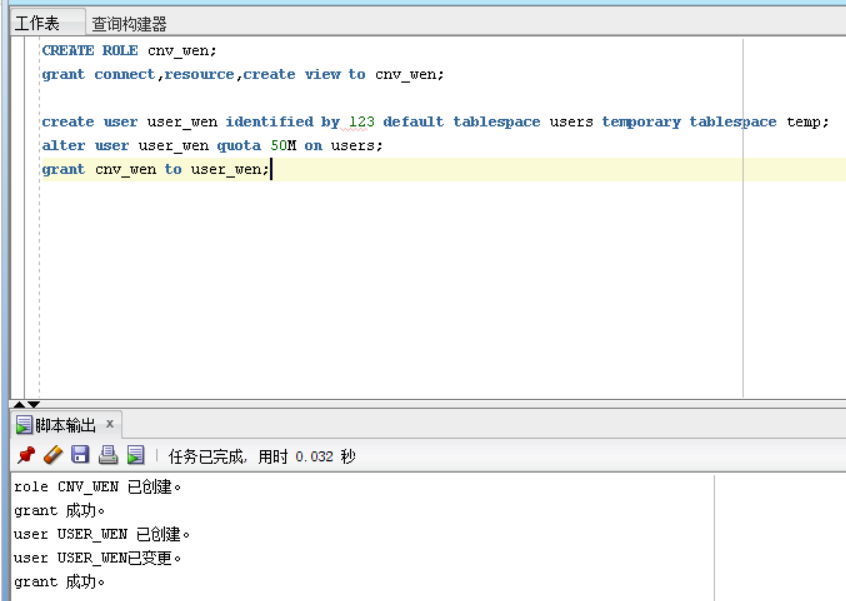 工作表 查询构建器
CREATE ROLE cnv_wen;
grant connect,resource,create view to cnv_wen;
create user user_wen identified by 123 default tablespace users temporary tablespace temp;
alter user user_wen quota 50M on users;
grant cnv_wen to user_wen;
脚本输出 x
任务已完成, 用时 0.032 秒
role CNV_WEN 已创建。
grant 成功。
user USER_WEN 已创建。
user USER_WEN已变更。
grant 成功。